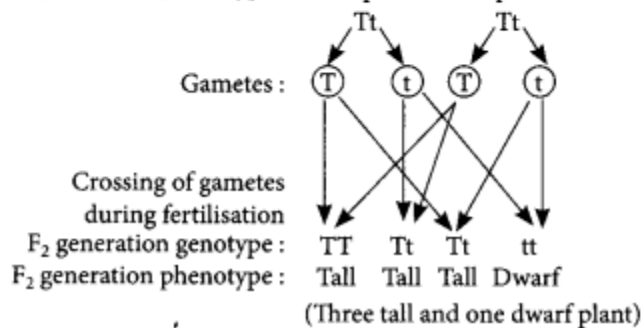 Tt Tt
Gametes : T t T t
Crossing of gametes
during fertilisation
F₂ generation genotype : TT Tt Tt tt
F₂ generation phenotype : Tall Tall Tall Dwarf
(Three tall and one dwarf plant)